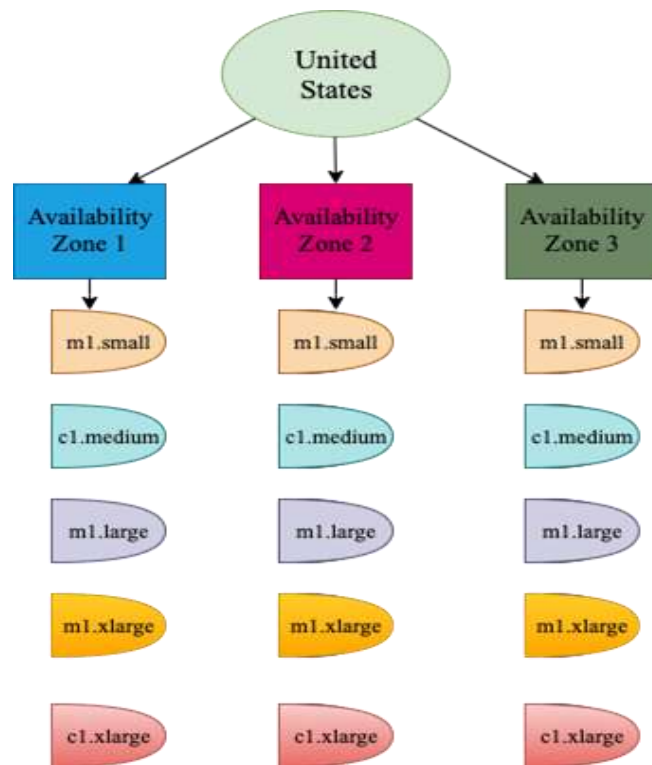 United
States
Availability
Zone 1
Availability
Zone 2
Availability
Zone 3
m1.small
m1.small
m1.small
c1.medium
c1.medium
c1.medium
m1.large
m1.large
m1.large
m1.xlarge
m1.xlarge
m1.xlarge
c1.xlarge
c1.xlarge
c1.xlarge